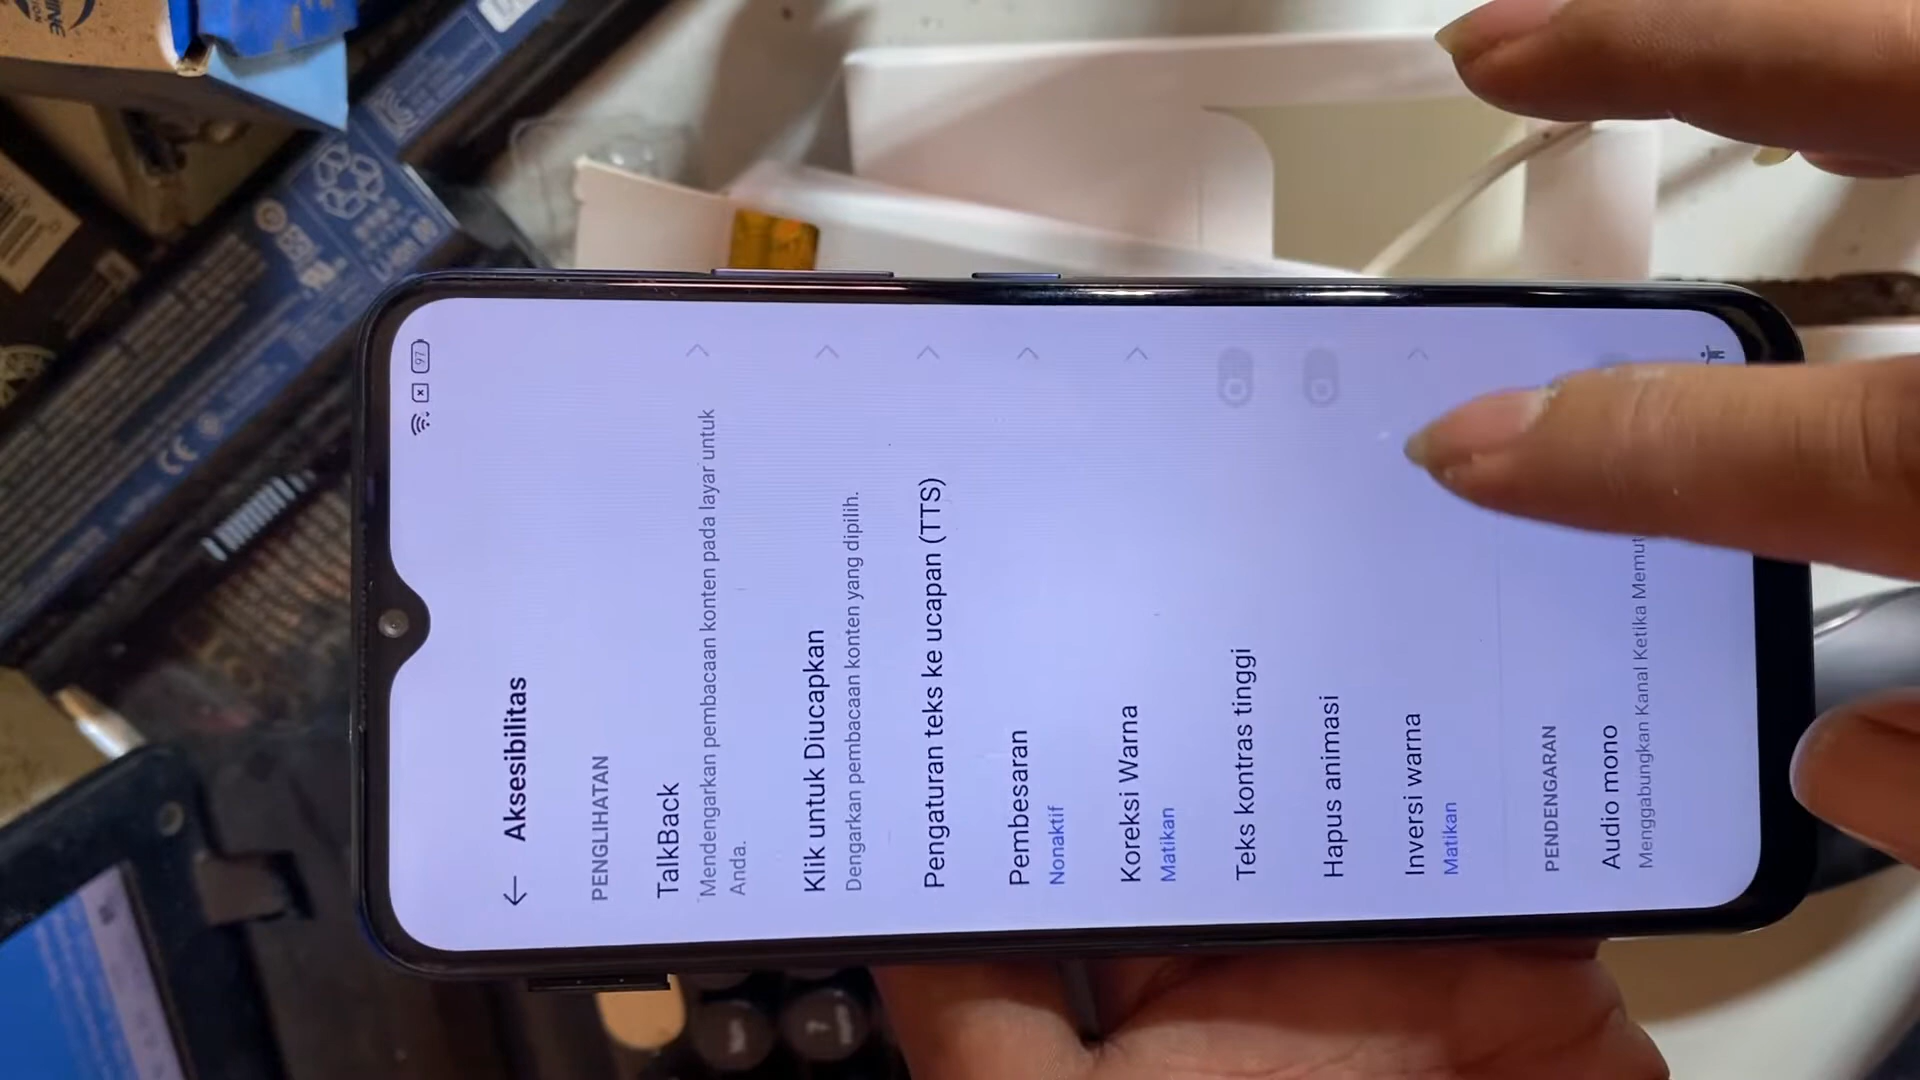 97
Aksesibilitas
PENGLIHATAN
TalkBack
Mendengarkan pembacaan konten pada layar untuk
Anda.
Klik untuk Diucapkan
Dengarkan pembacaan konten yang dipilih.
Pengaturan teks ke ucapan (TTS)
Pembesaran
Nonaktif
Koreksi Warna
Matikan
Teks kontras tinggi
Hapus animasi
Inversi warna
Matikan
PENDENGARAN
Audio mono
Menggabungkan Kanal Ketika